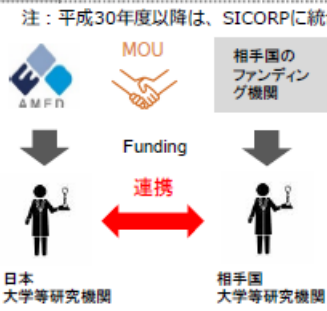 注：平成30年度以降は、SICORPに統
MOU
相手国の
ファンディン
グ機関
AMED
Funding
連携
日本
大学等研究機関
相手国
大学等研究機関